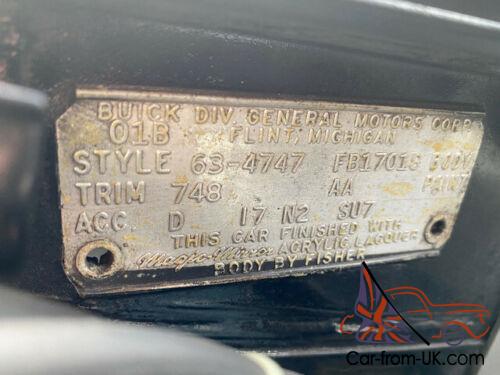 BUICK DIV. GENERAL MOTORS CORP.
01B FLINT, MICHIGAN
STYLE 63-4747 FB17018 BODY
TRIM 748 AA PAINT
ACC. D 17 N2 SU7
THIS CAR FINISHED WITH
Magic-Mirror ACRYLIC LACQUER
BODY BY FISHER
Car-from-UK.com